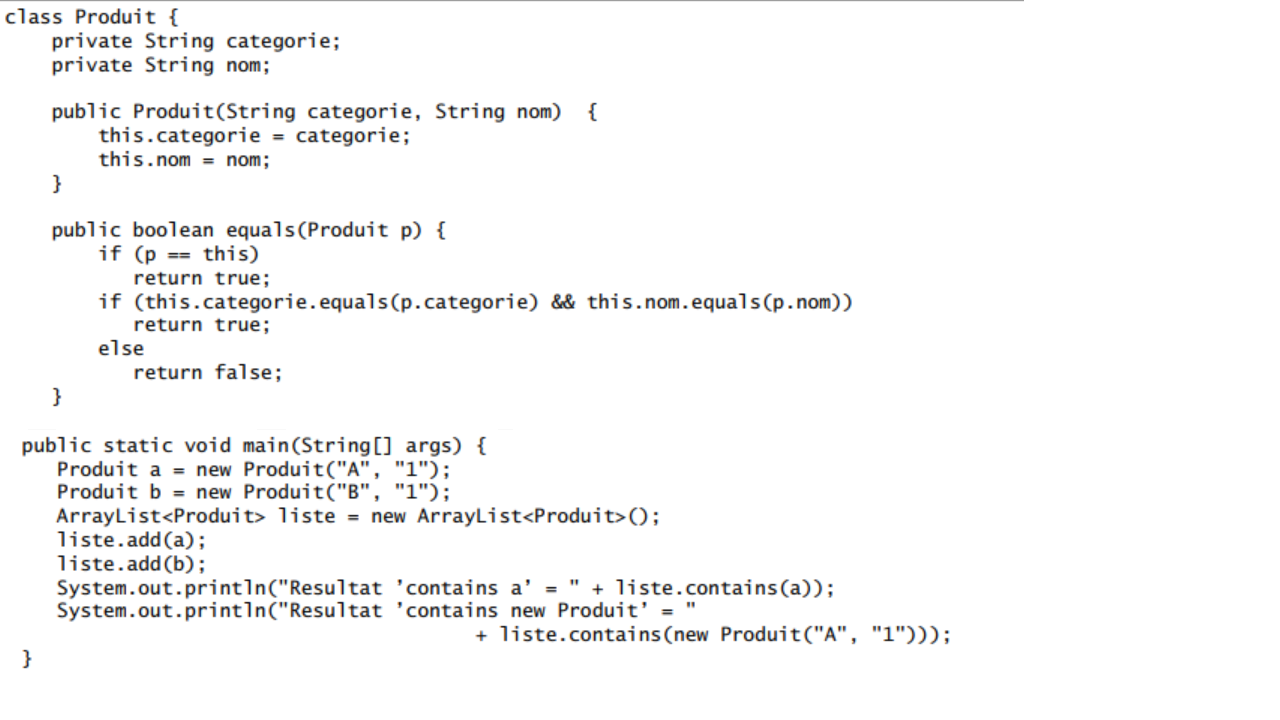 class Produit {
    private String categorie;
    private String nom;

    public Produit(String categorie, String nom)  {
        this.categorie = categorie;
        this.nom = nom;
    }

    public boolean equals(Produit p) {
        if (p == this)
           return true;
        if (this.categorie.equals(p.categorie) && this.nom.equals(p.nom))
           return true;
        else
           return false;
    }

 public static void main(String[] args) {
    Produit a = new Produit("A", "1");
    Produit b = new Produit("B", "1");
    ArrayList<Produit> liste = new ArrayList<Produit>();
    liste.add(a);
    liste.add(b);
    System.out.println("Resultat ’contains a’ = " + liste.contains(a));
    System.out.println("Resultat ’contains new Produit’ = "
                                        + liste.contains(new Produit("A", "1")));
 }